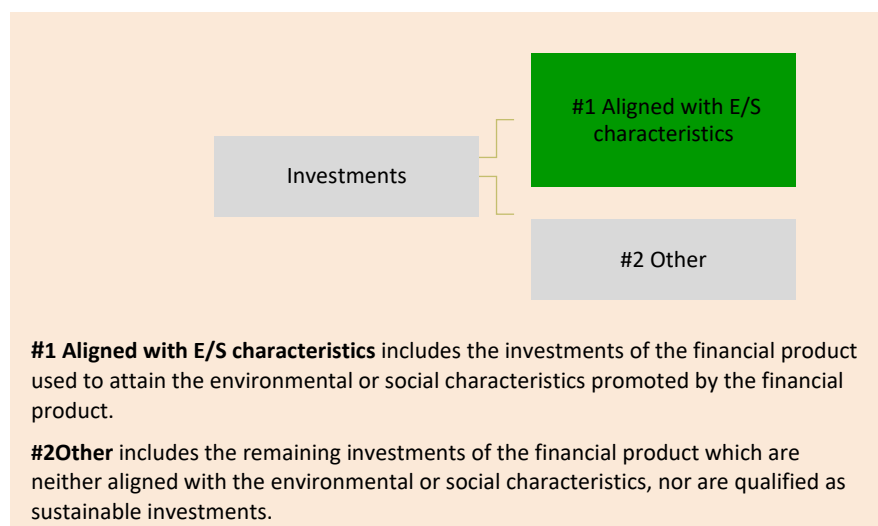 #1 Aligned with E/S
characteristics
Investments
#2 Other
#1 Aligned with E/S characteristics includes the investments of the financial product
used to attain the environmental or social characteristics promoted by the financial
product.
#2Other includes the remaining investments of the financial product which are
neither aligned with the environmental or social characteristics, nor are qualified as
sustainable investments.